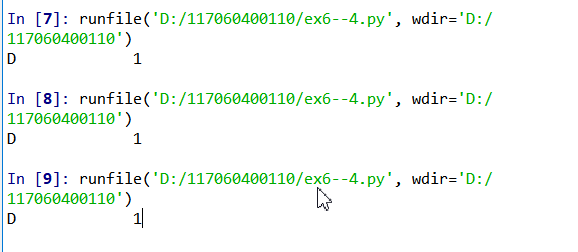 In [7]: runfile('D:/117060400110/ex6--4.py', wdir='D:/
117060400110')
D            1
In [8]: runfile('D:/117060400110/ex6--4.py', wdir='D:/
117060400110')
D            1
In [9]: runfile('D:/117060400110/ex6--4.py', wdir='D:/
117060400110')
D            1